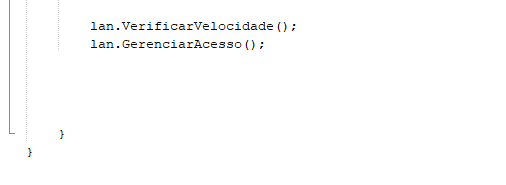 lan.VerificarVelocidade();
lan.GerenciarAcesso();
}
}